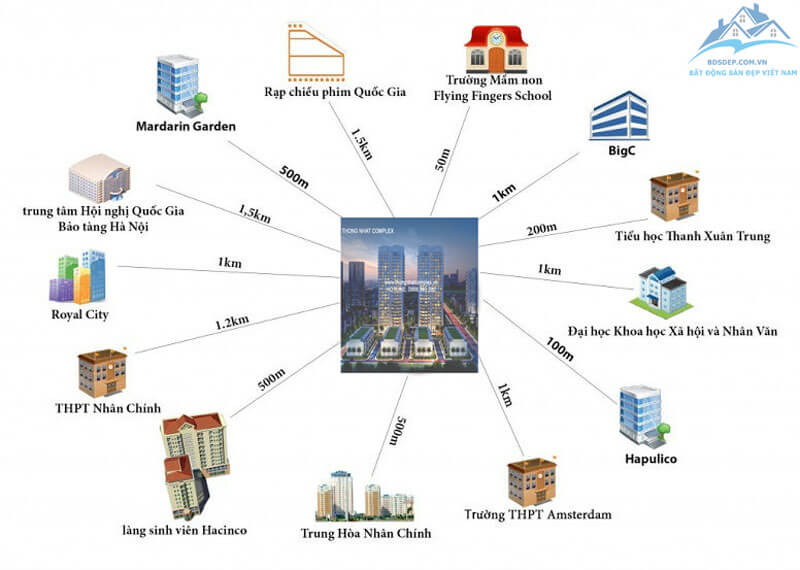 BDSDEP.COM.VN
BẤT ĐỘNG SẢN ĐẸP VIỆT NAM
Rạp chiếu phim Quốc Gia
Trường Mầm non
Flying Fingers School
Mardarin Garden
BigC
1.5km
50m
500m
1km
trung tâm Hội nghị Quốc Gia
Bảo tàng Hà Nội
1,5km
THONG NHAT COMPLEX
200m
Tiểu học Thanh Xuân Trung
1km
Royal City
1km
Đại học Khoa học Xã hội và Nhân Văn
1.2km
100m
THPT Nhân Chính
500m
1km
500m
Hapulico
làng sinh viên Hacinco
Trung Hòa Nhân Chính
Trường THPT Amsterdam